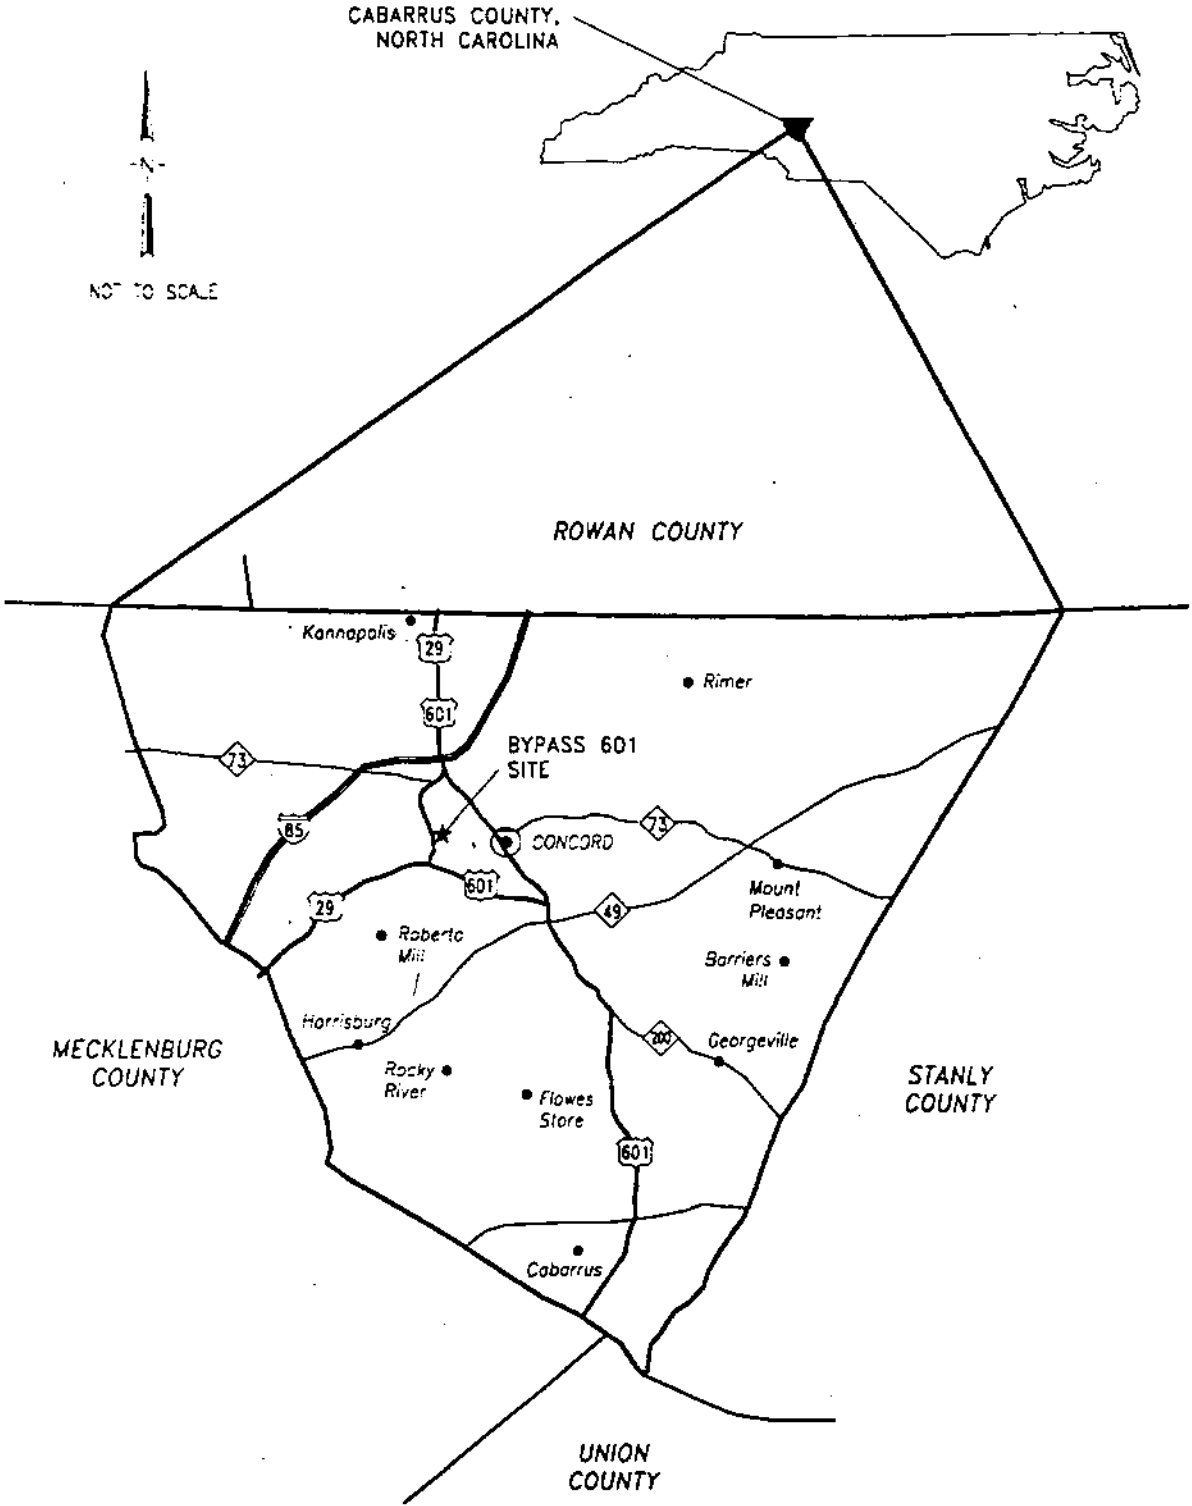 CABARRUS COUNTY,
NORTH CAROLINA
N
NOT TO SCALE
ROWAN COUNTY
Kannapolis
29
Rimer
601
BYPASS 601
SITE
73
85
73
CONCORD
Mount
Pleasant
601
29
49
Roberta
Mill
Barriers
Mill
Harrisburg
200
Georgeville
MECKLENBURG
COUNTY
Rocky
River
Flowes
Store
STANLY
COUNTY
601
Cabarrus
UNION
COUNTY